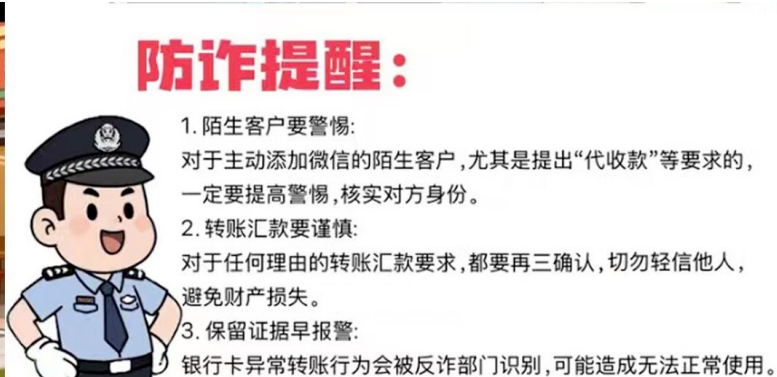 防诈提醒：
1. 陌生客户要警惕:
对于主动添加微信的陌生客户,尤其是提出“代收款”等要求的,
一定要提高警惕,核实对方身份。
2. 转账汇款要谨慎:
对于任何理由的转账汇款要求,都要再三确认,切勿轻信他人,
避免财产损失。
3. 保留证据早报警:
银行卡异常转账行为会被反诈部门识别,可能造成无法正常使用。